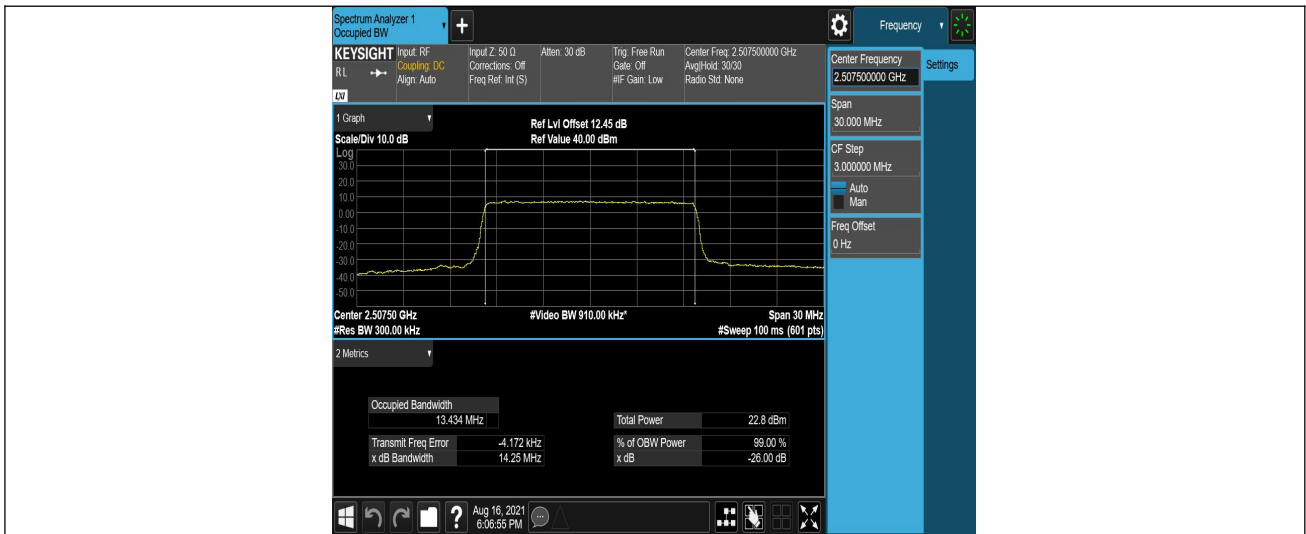 Spectrum Analyzer 1
Occupied BW
Frequency
KEYSIGHT
RL
LXI
Input: RF
Coupling: DC
Align: Auto
Input Z: 50 Ω
Corrections: Off
Freq Ref: Int (S)
Atten: 30 dB
Trig: Free Run
Gate: Off
#IF Gain: Low
Center Freq: 2.507500000 GHz
Avg|Hold: 30/30
Radio Std: None
Center Frequency
2.507500000 GHz
Settings
Span
30.000 MHz
CF Step
3.000000 MHz
Auto
Man
Freq Offset
0 Hz
1 Graph
Scale/Div 10.0 dB
Ref Lvl Offset 12.45 dB
Ref Value 40.00 dBm
Log
30.0
20.0
10.0
0.00
-10.0
-20.0
-30.0
-40.0
-50.0
Center 2.50750 GHz
#Video BW 910.00 kHz*
Span 30 MHz
#Res BW 300.00 kHz
#Sweep 100 ms (601 pts)
2 Metrics
Occupied Bandwidth
13.434 MHz
Total Power 22.8 dBm
Transmit Freq Error -4.172 kHz
% of OBW Power 99.00 %
x dB Bandwidth 14.25 MHz
x dB -26.00 dB
?
Aug 16, 2021
6:06:55 PM